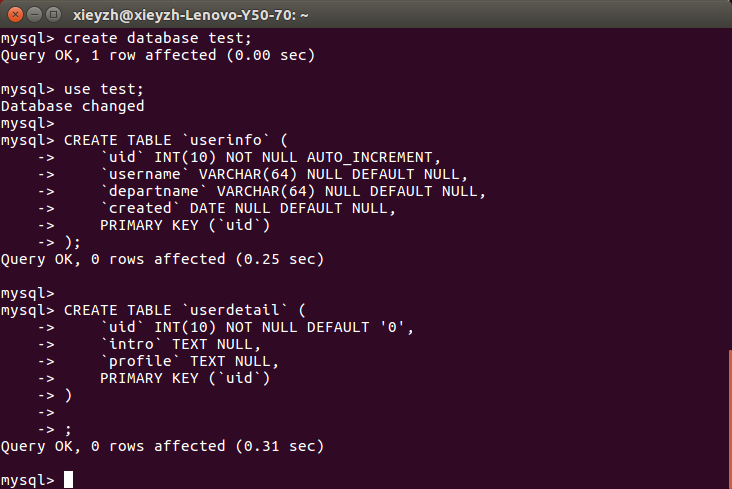 xieyzh@xieyzh-Lenovo-Y50-70: ~
mysql> create database test;
Query OK, 1 row affected (0.00 sec)

mysql> use test;
Database changed
mysql>
mysql> CREATE TABLE `userinfo` (
    ->     `uid` INT(10) NOT NULL AUTO_INCREMENT,
    ->     `username` VARCHAR(64) NULL DEFAULT NULL,
    ->     `departname` VARCHAR(64) NULL DEFAULT NULL,
    ->     `created` DATE NULL DEFAULT NULL,
    ->     PRIMARY KEY (`uid`)
    -> );
Query OK, 0 rows affected (0.25 sec)

mysql>
mysql> CREATE TABLE `userdetail` (
    ->     `uid` INT(10) NOT NULL DEFAULT '0',
    ->     `intro` TEXT NULL,
    ->     `profile` TEXT NULL,
    ->     PRIMARY KEY (`uid`)
    -> )
    ->
    -> ;
Query OK, 0 rows affected (0.31 sec)

mysql>